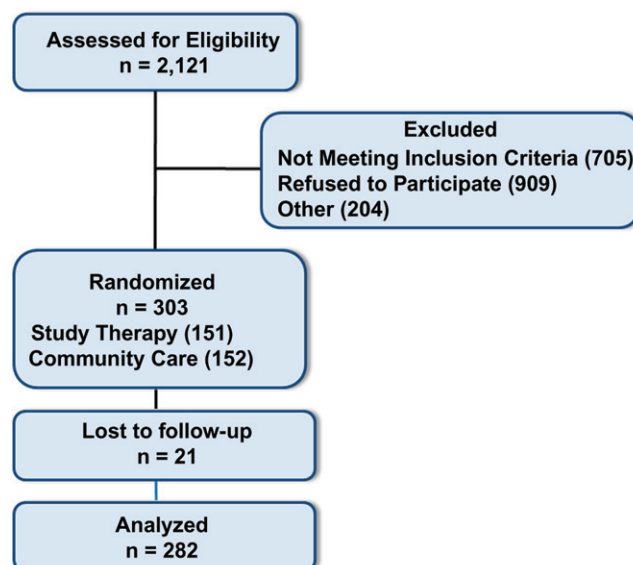 Assessed for Eligibility
n = 2,121
Excluded
Not Meeting Inclusion Criteria (705)
Refused to Participate (909)
Other (204)
Randomized
n = 303
Study Therapy (151)
Community Care (152)
Lost to follow-up
n = 21
Analyzed
n = 282